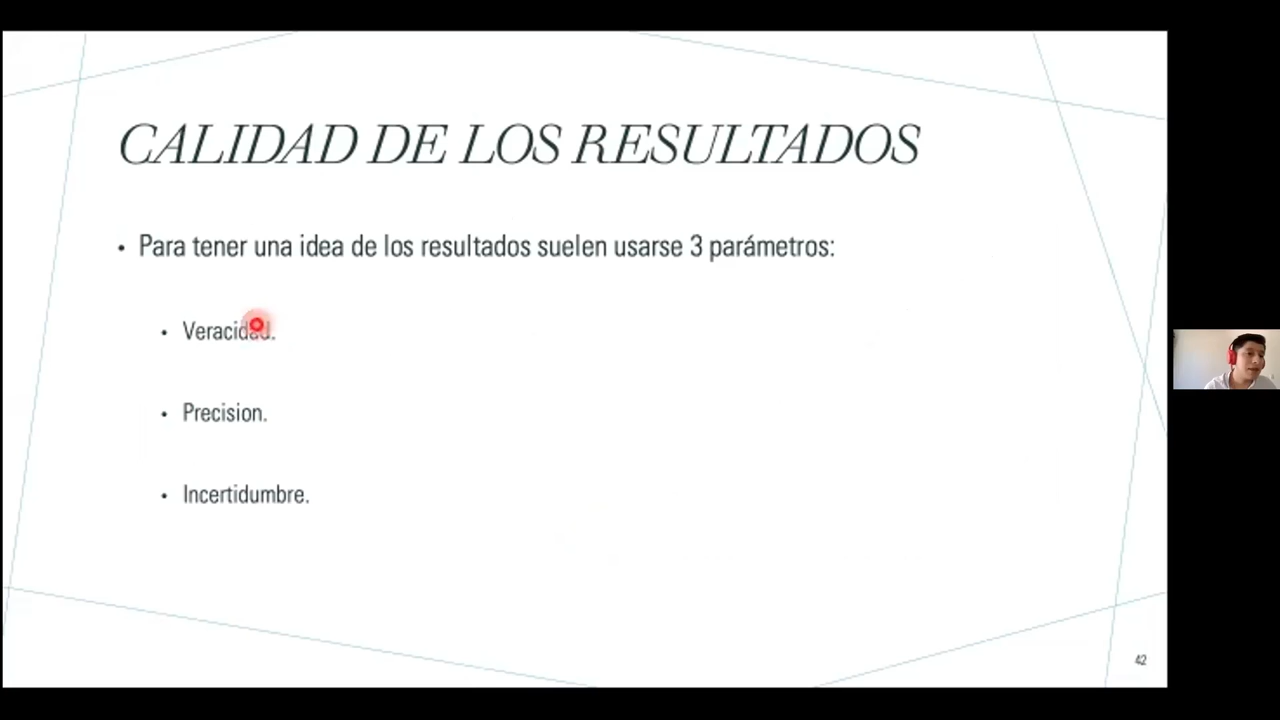 CALIDAD DE LOS RESULTADOS
• Para tener una idea de los resultados suelen usarse 3 parámetros:
• Veracidad.
• Precision.
• Incertidumbre.
42